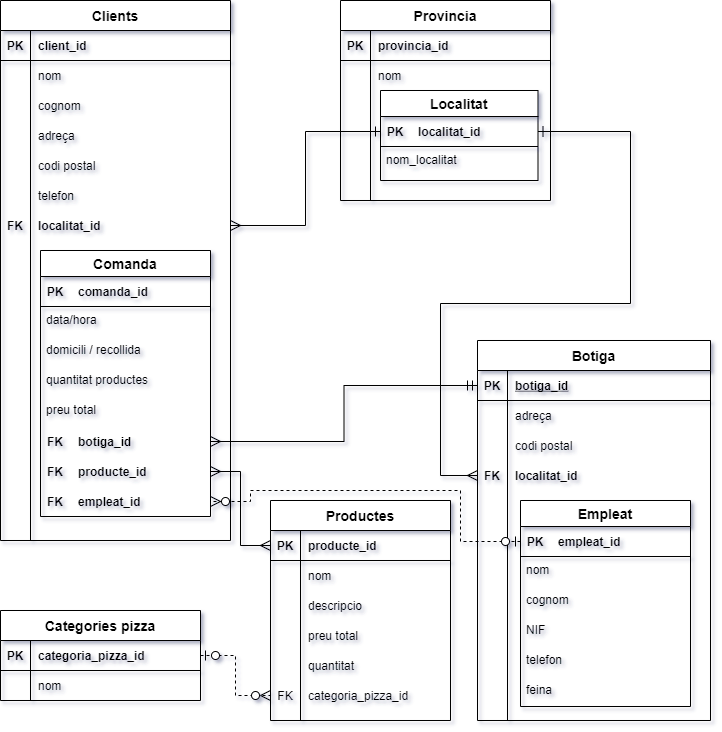 Clients
PK client_id
nom
cognom
adreça
codi postal
telefon
FK localitat_id
Comanda
PK comanda_id
data/hora
domicili / recollida
quantitat productes
preu total
FK botiga_id
FK producte_id
FK empleat_id
Provincia
PK provincia_id
nom
Localitat
PK localitat_id
nom_localitat
Botiga
PK botiga_id
adreça
codi postal
FK localitat_id
Empleat
PK empleat_id
nom
cognom
NIF
telefon
feina
Productes
PK producte_id
nom
descripcio
preu total
quantitat
FK categoria_pizza_id
Categories pizza
PK categoria_pizza_id
nom